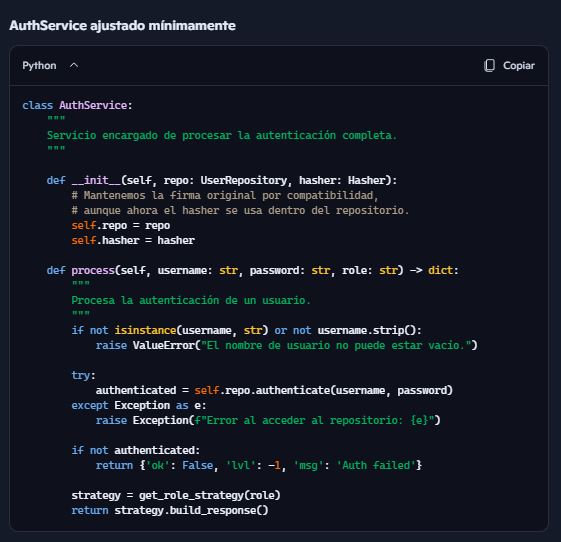 AuthService ajustado mínimamente
Python
Copiar
class AuthService:
    """
    Servicio encargado de procesar la autenticación completa.
    """
    def __init__(self, repo: UserRepository, hasher: Hasher):
        # Mantenemos la firma original por compatibilidad,
        # aunque ahora el hasher se usa dentro del repositorio.
        self.repo = repo
        self.hasher = hasher
    def process(self, username: str, password: str, role: str) -> dict:
        """
        Procesa la autenticación de un usuario.
        """
        if not isinstance(username, str) or not username.strip():
            raise ValueError("El nombre de usuario no puede estar vacío.")
        try:
            authenticated = self.repo.authenticate(username, password)
        except Exception as e:
            raise Exception(f"Error al acceder al repositorio: {e}")
        if not authenticated:
            return {'ok': False, 'lvl': -1, 'msg': 'Auth failed'}
        strategy = get_role_strategy(role)
        return strategy.build_response()